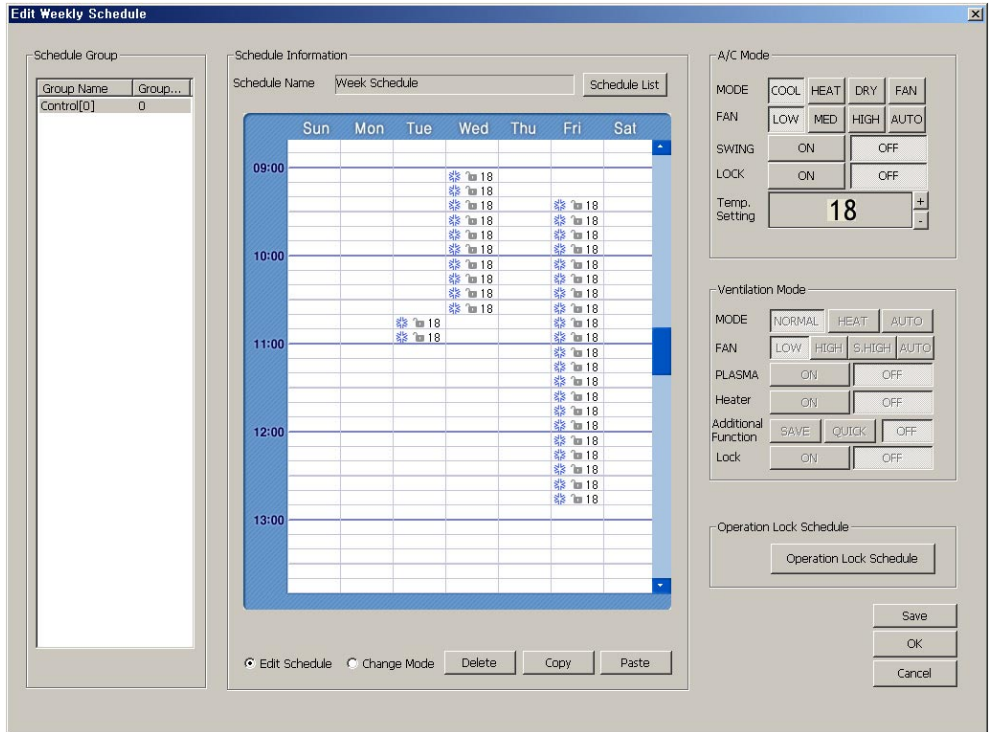 Edit Weekly Schedule
Schedule Group
Group Name Group...
Control[0] 0
Schedule Information
Schedule Name Week Schedule Schedule List
Sun Mon Tue Wed Thu Fri Sat
09:00
18
18
18 18
18 18
18 18
18 18
10:00
18 18
18 18
18 18
18 18
18 18
18 18
11:00
18
18
18
18
18
18
12:00
18
18
18
18
18
13:00
Edit Schedule Change Mode Delete Copy Paste
A/C Mode
MODE COOL HEAT DRY FAN
FAN LOW MED HIGH AUTO
SWING ON OFF
LOCK ON OFF
Temp.
Setting 18 + -
Ventilation Mode
MODE NORMAL HEAT AUTO
FAN LOW HIGH S.HIGH AUTO
PLASMA ON OFF
Heater ON OFF
Additional
Function SAVE QUICK OFF
Lock ON OFF
Operation Lock Schedule
Operation Lock Schedule
Save
OK
Cancel